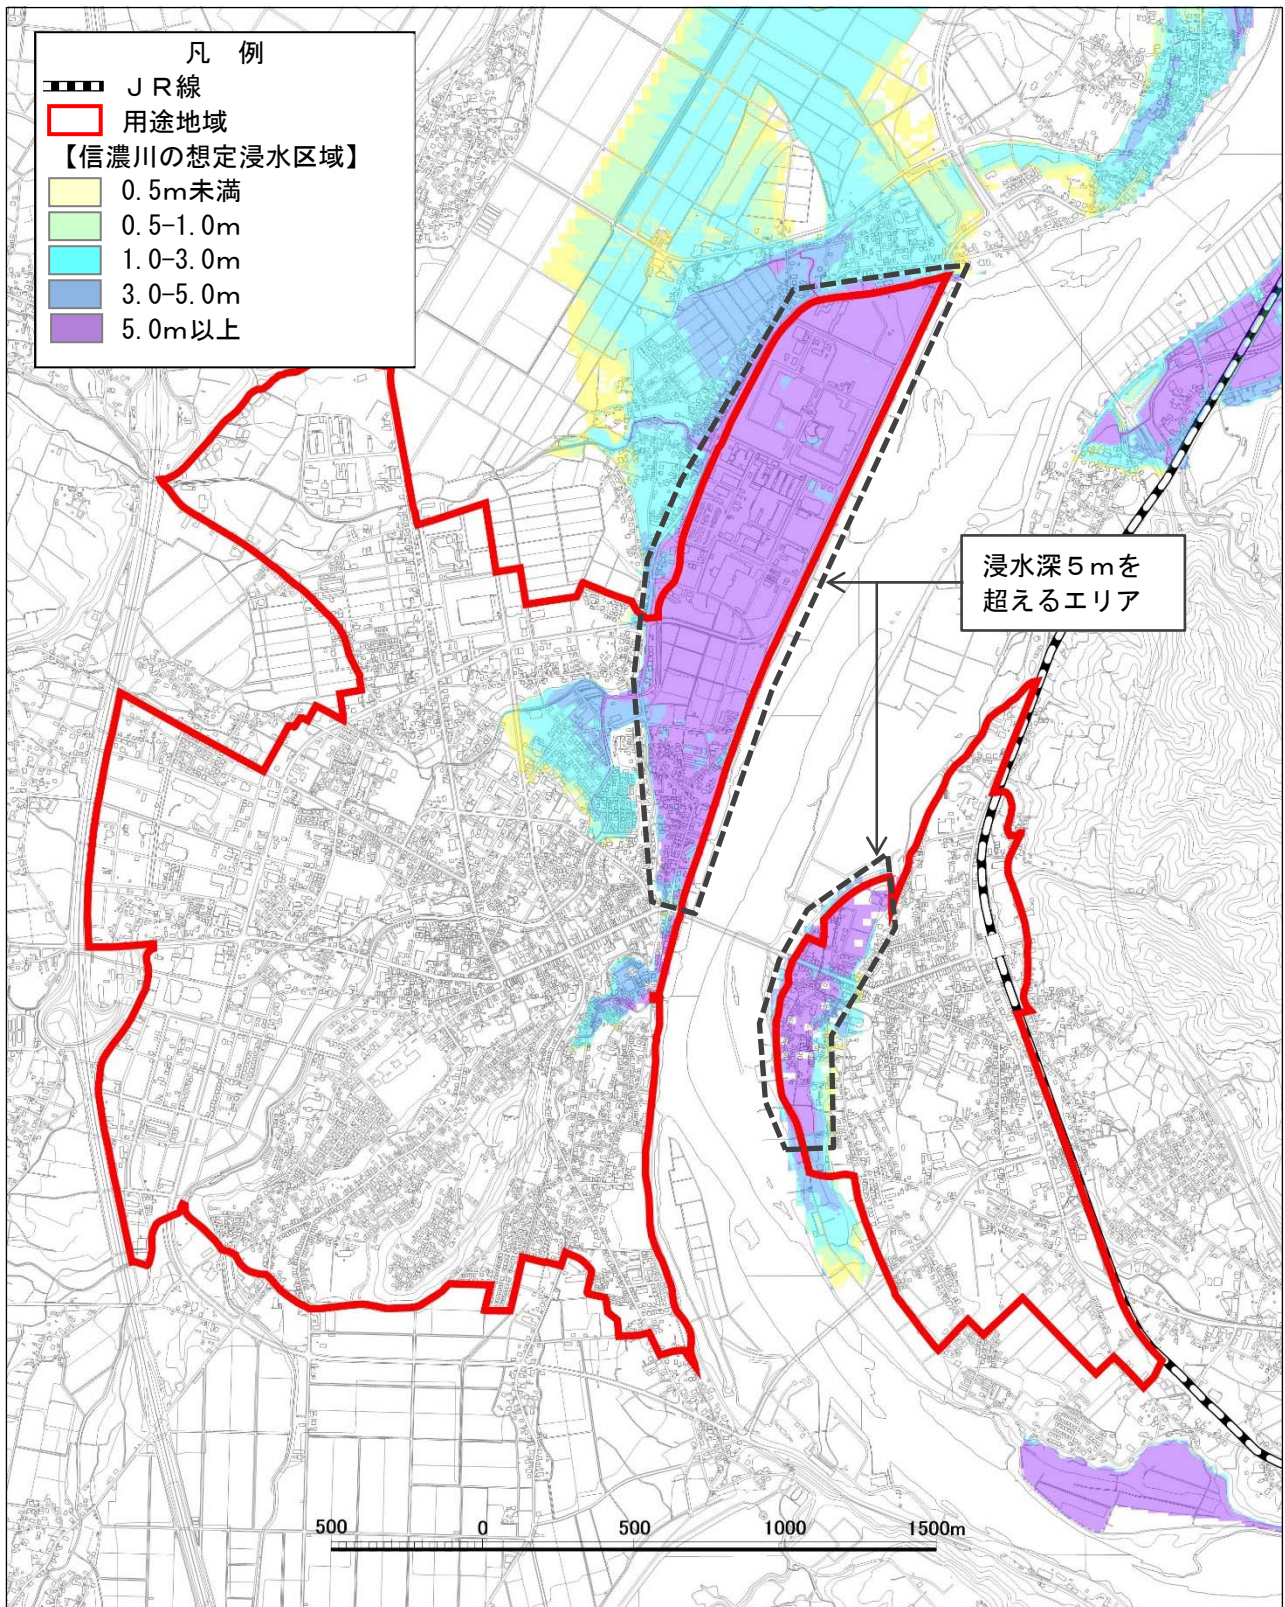 凡　例
ＪＲ線
用途地域
【信濃川の想定浸水区域】
0.5m未満
0.5-1.0m
1.0-3.0m
3.0-5.0m
5.0m以上
浸水深５ｍを
超えるエリア
500 0 500 1000 1500m